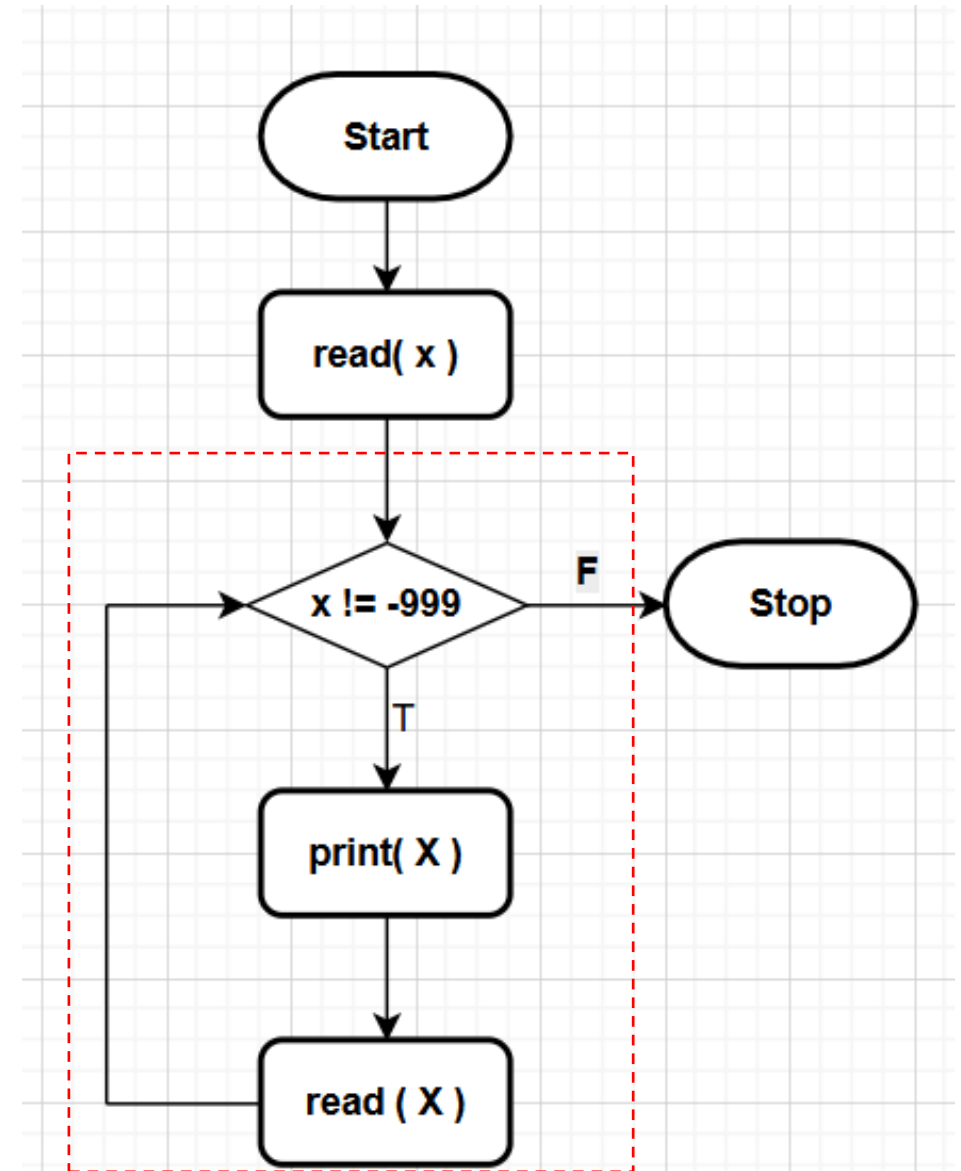 Start
read( x )
x != -999
F
Stop
T
print( X )
read ( X )